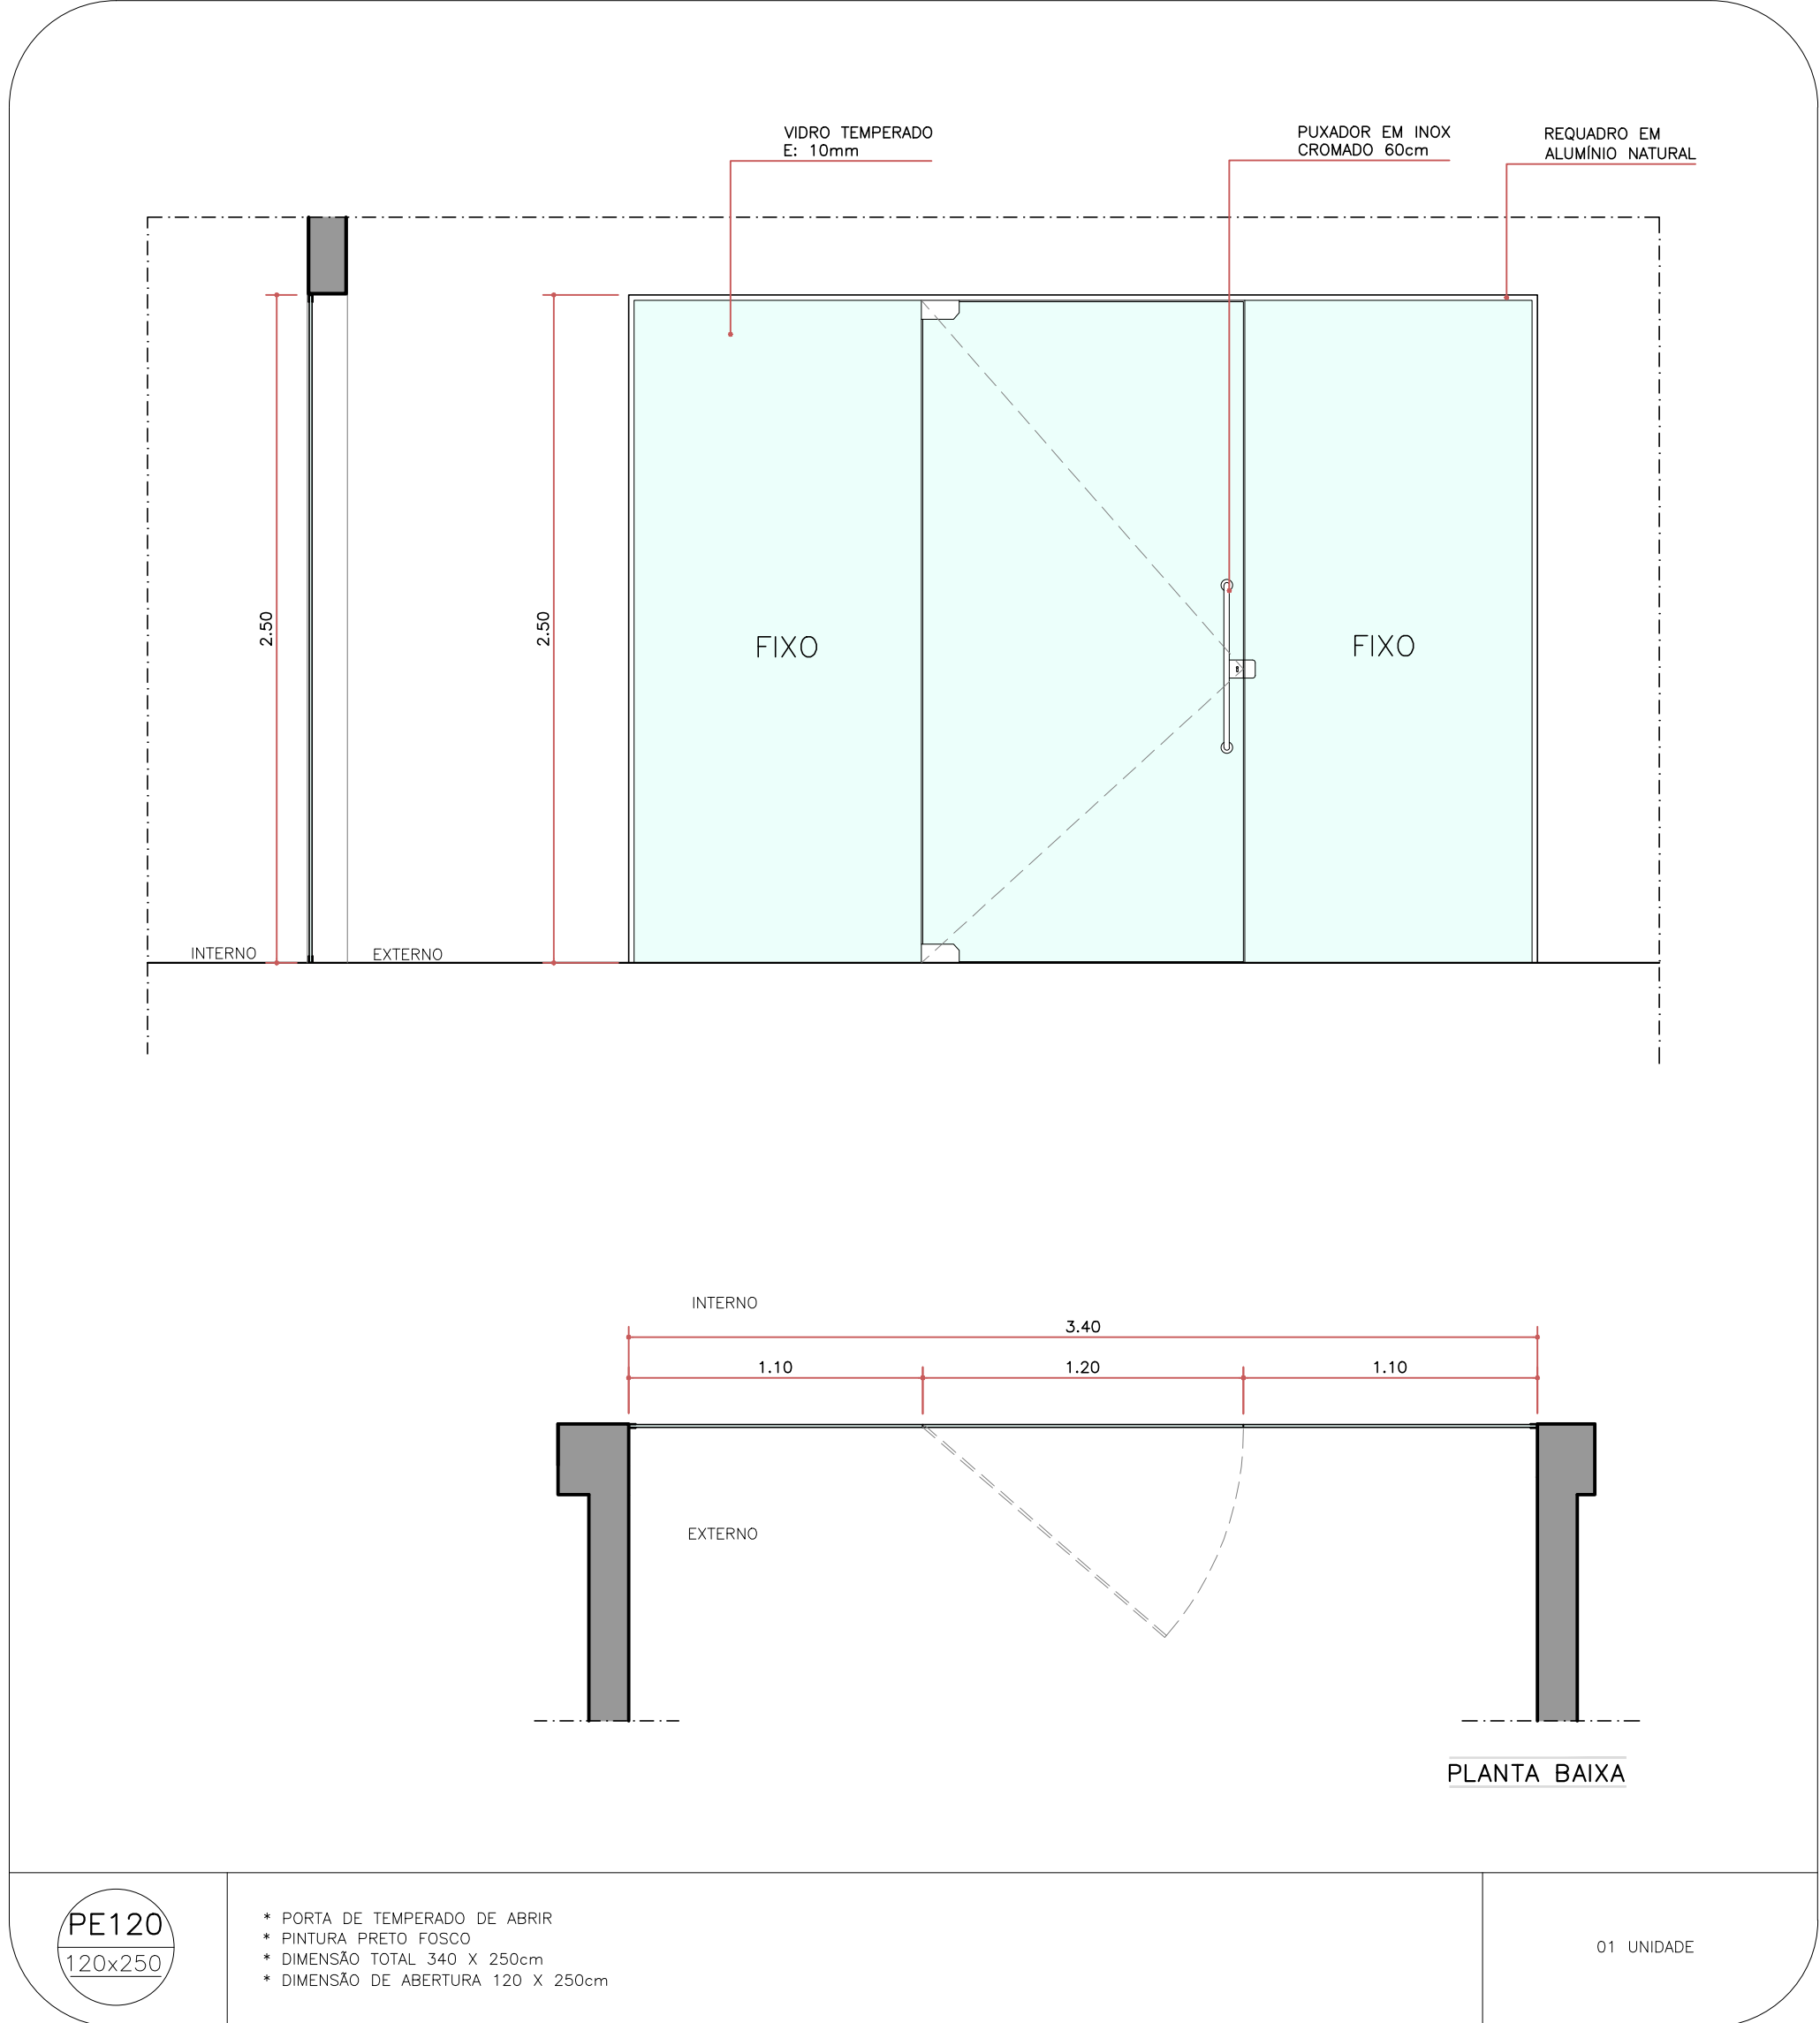 VIDRO TEMPERADO
E: 10mm
PUXADOR EM INOX
CROMADO 60cm
REQUADRO EM
ALUMÍNIO NATURAL
2.50
2.50
FIXO
FIXO
INTERNO
EXTERNO
INTERNO
3.40
1.10
1.20
1.10
EXTERNO
PLANTA BAIXA
PE120
120x250
* PORTA DE TEMPERADO DE ABRIR
* PINTURA PRETO FOSCO
* DIMENSÃO TOTAL 340 X 250cm
* DIMENSÃO DE ABERTURA 120 X 250cm
01 UNIDADE